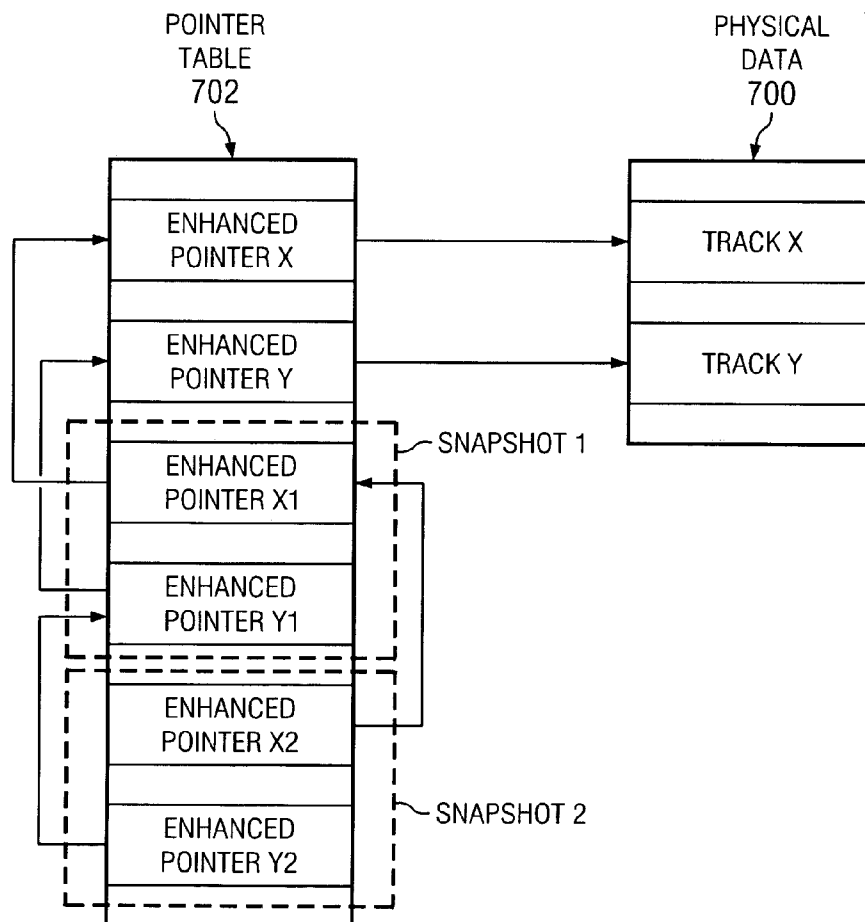 POINTER
TABLE
702
PHYSICAL
DATA
700
ENHANCED
POINTER X
TRACK X
ENHANCED
POINTER Y
TRACK Y
SNAPSHOT 1
ENHANCED
POINTER X1
ENHANCED
POINTER Y1
ENHANCED
POINTER X2
SNAPSHOT 2
ENHANCED
POINTER Y2